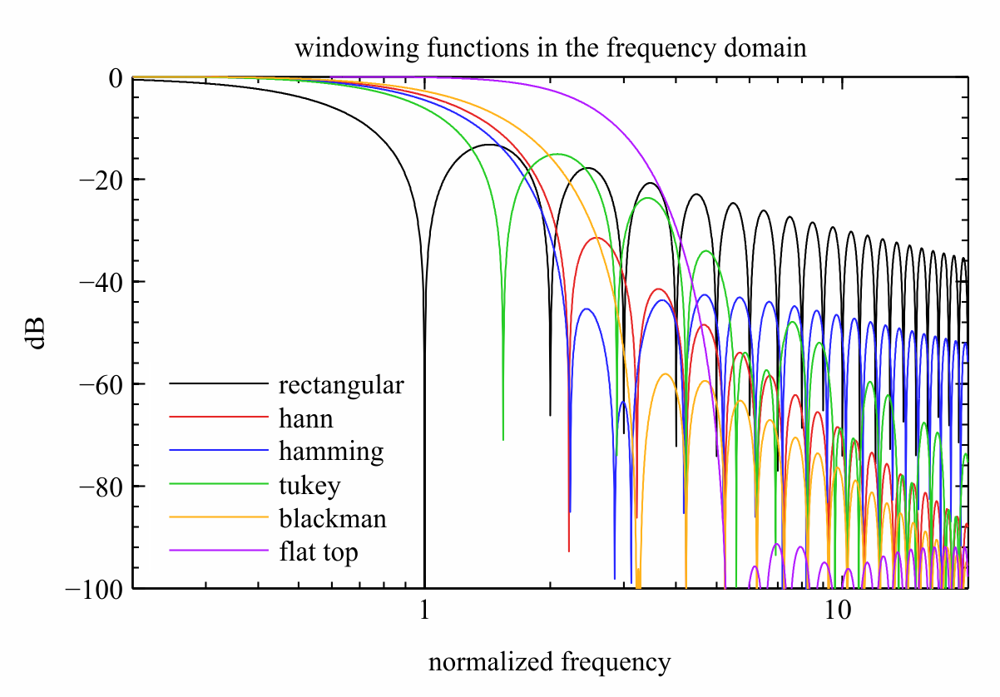 windowing functions in the frequency domain
0
−20
−40
−60
−80
−100
dB
rectangular
hann
hamming
tukey
blackman
flat top
1 10
normalized frequency